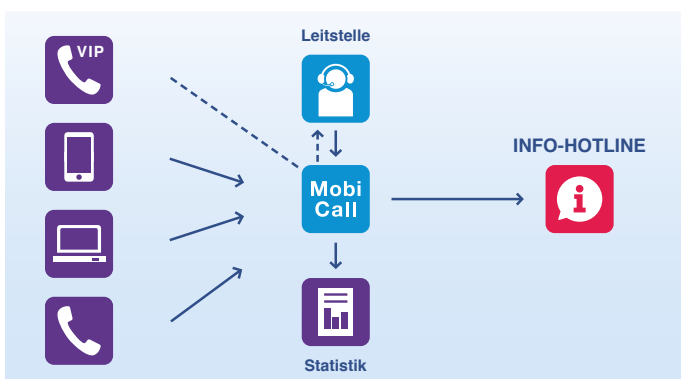 VIP
Leitstelle
INFO-HOTLINE
Mobi
Call
i
Statistik